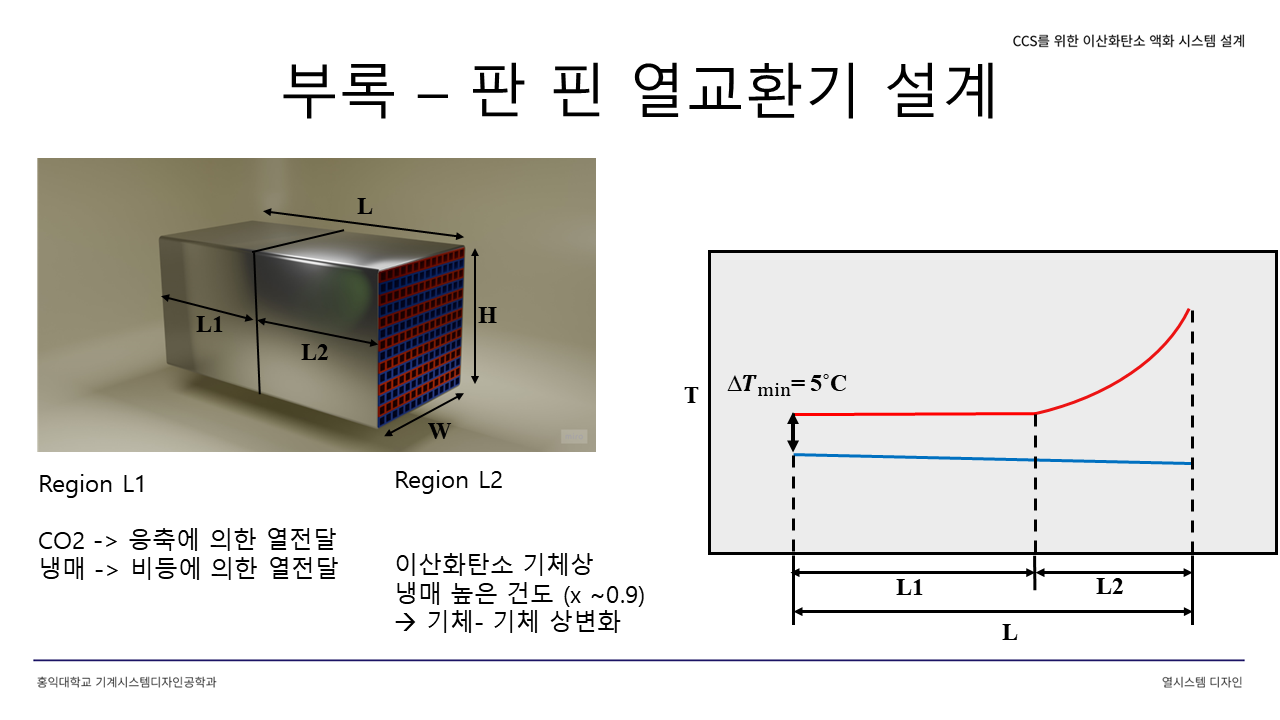 CCS를 위한 이산화탄소 액화 시스템 설계
부록 – 판 핀 열교환기 설계
L
H
L1
L2
W
Region L1
CO2 -> 응축에 의한 열전달
냉매 -> 비등에 의한 열전달
Region L2
이산화탄소 기체상
냉매 높은 건도 (x ~0.9)
→ 기체- 기체 상변화
T
ΔTmin= 5˚C
L1
L2
L
홍익대학교 기계시스템디자인공학과
열시스템 디자인